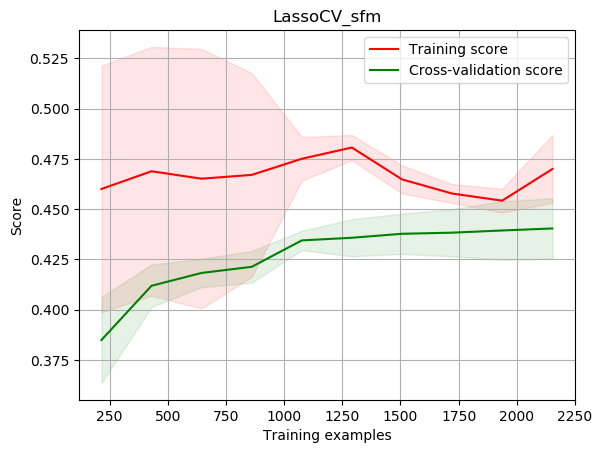 LassoCV_sfm
Training score
Cross-validation score
0.525
0.500
0.475
0.450
0.425
0.400
0.375
Score
250 500 750 1000 1250 1500 1750 2000 2250
Training examples